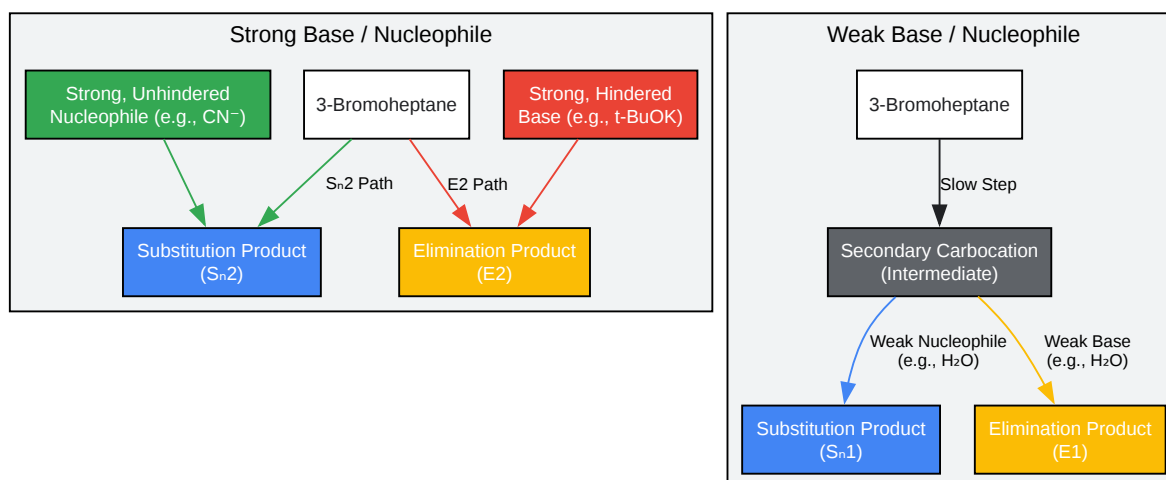 Strong Base / Nucleophile
Strong, Unhindered
Nucleophile (e.g., CN⁻)
3-Bromoheptane
Strong, Hindered
Base (e.g., t-BuOK)
Sₙ2 Path
E2 Path
Substitution Product
(Sₙ2)
Elimination Product
(E2)
Weak Base / Nucleophile
3-Bromoheptane
Slow Step
Secondary Carbocation
(Intermediate)
Weak Nucleophile
(e.g., H₂O)
Weak Base
(e.g., H₂O)
Substitution Product
(Sₙ1)
Elimination Product
(E1)